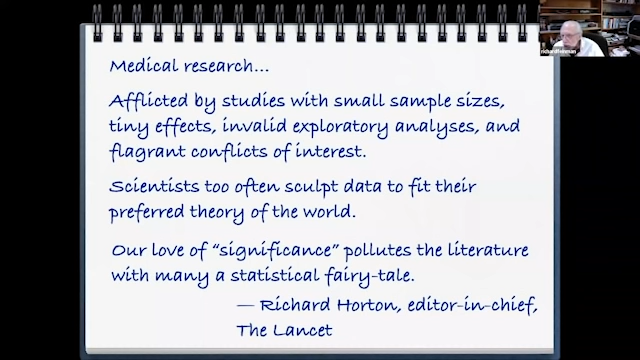 Medical research...
Afflicted by studies with small sample sizes,
tiny effects, invalid exploratory analyses, and
flagrant conflicts of interest.
Scientists too often sculpt data to fit their
preferred theory of the world.
Our love of "significance" pollutes the literature
with many a statistical fairy-tale.
— Richard Horton, editor-in-chief,
The Lancet